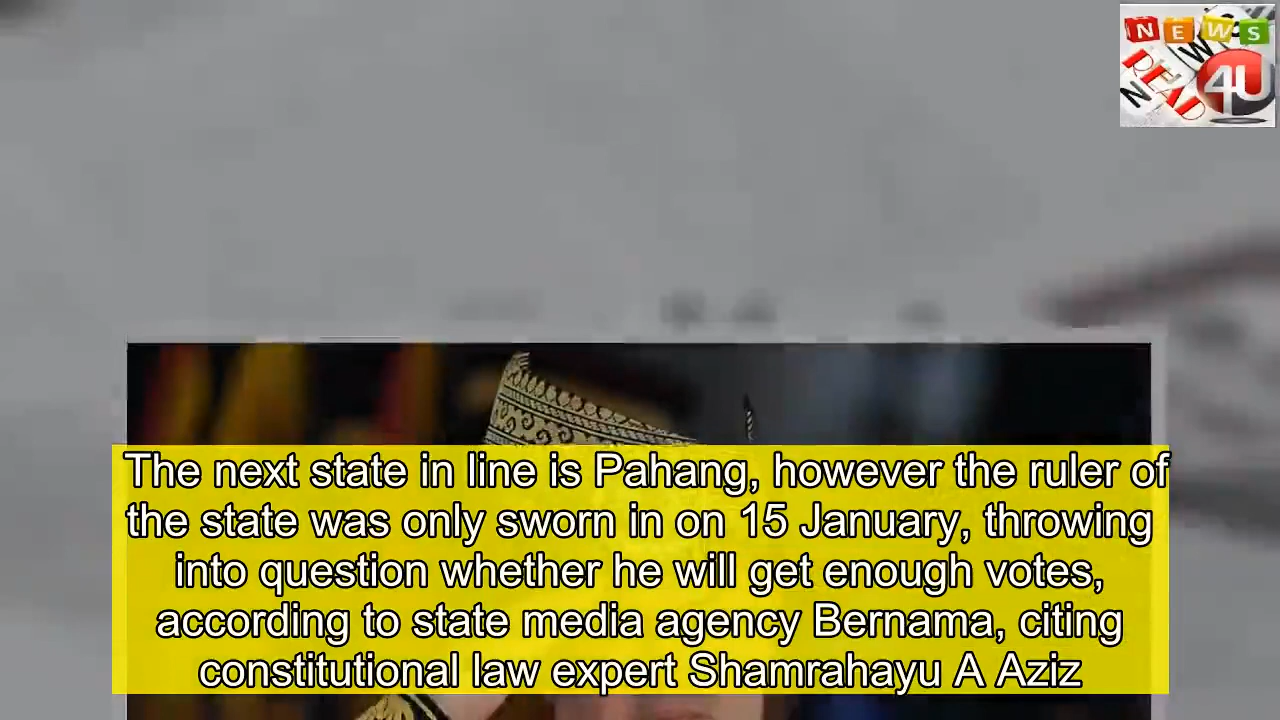 NEWS
READ
4U
The next state in line is Pahang, however the ruler of
the state was only sworn in on 15 January, throwing
into question whether he will get enough votes,
according to state media agency Bernama, citing
constitutional law expert Shamrahayu A Aziz